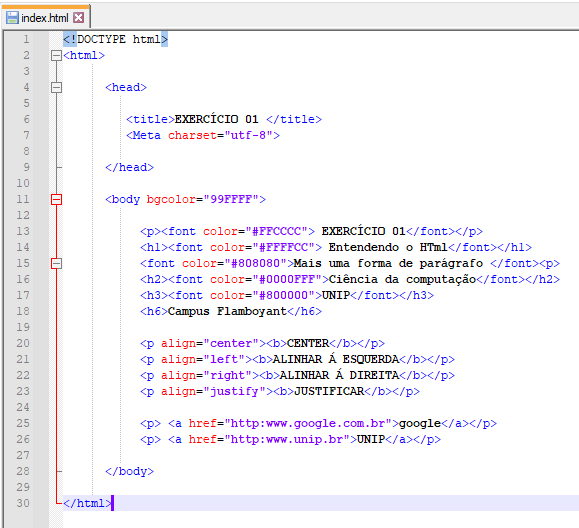 index.html
1 <!DOCTYPE html>
2 <html>
3
4 <head>
5
6 <title>EXERCÍCIO 01 </title>
7 <Meta charset="utf-8">
8
9 </head>
10
11 <body bgcolor="99FFFF">
12
13 <p><font color="#FFCCCC"> EXERCÍCIO 01</font></p>
14 <h1><font color="#FFFFCC"> Entendendo o HTml</font></h1>
15 <font color="#808080">Mais uma forma de parágrafo </font><p>
16 <h2><font color="#0000FFF">Ciência da computação</font></h2>
17 <h3><font color="#800000">UNIP</font></h3>
18 <h6>Campus Flamboyant</h6>
19
20 <p align="center"><b>CENTER</b></p>
21 <p align="left"><b>ALINHAR Á ESQUERDA</b></p>
22 <p align="right"><b>ALINHAR Á DIREITA</b></p>
23 <p align="justify"><b>JUSTIFICAR</b></p>
24
25 <p> <a href="http:www.google.com.br">google</a></p>
26 <p> <a href="http:www.unip.br">UNIP</a></p>
27
28 </body>
29
30 </html>